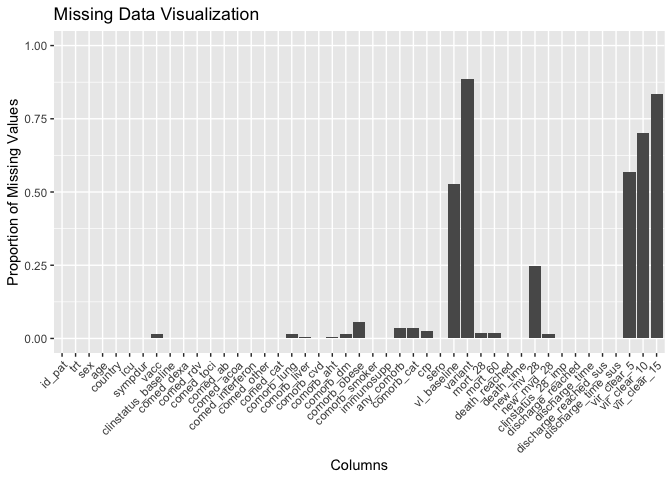 Missing Data Visualization
1.00
0.75
0.50
0.25
0.00
Proportion of Missing Values
id_pat
trt
sex
age
country
icu
sympdur
vacc
clinstatus_baseline
comed_dexa
comed_rdv
comed_toci
comed_ab
comed_acoa
comed_interferon
comed_other
comed_cat
comorb_lung
comorb_liver
comorb_cvd
comorb_aht
comorb_dm
comorb_obese
comorb_smoker
immunosupp
any_comorb
comorb_cat
crp
sero
vl_baseline
variant
mort_28
mort_60
death_reached
death_time
new_mv_28
new_mvd_28
clinstatus_28_imp
discharge_reached
discharge_time
discharge_reached_sus
discharge_time_sus
vir_clear_5
vir_clear_10
vir_clear_15
Columns